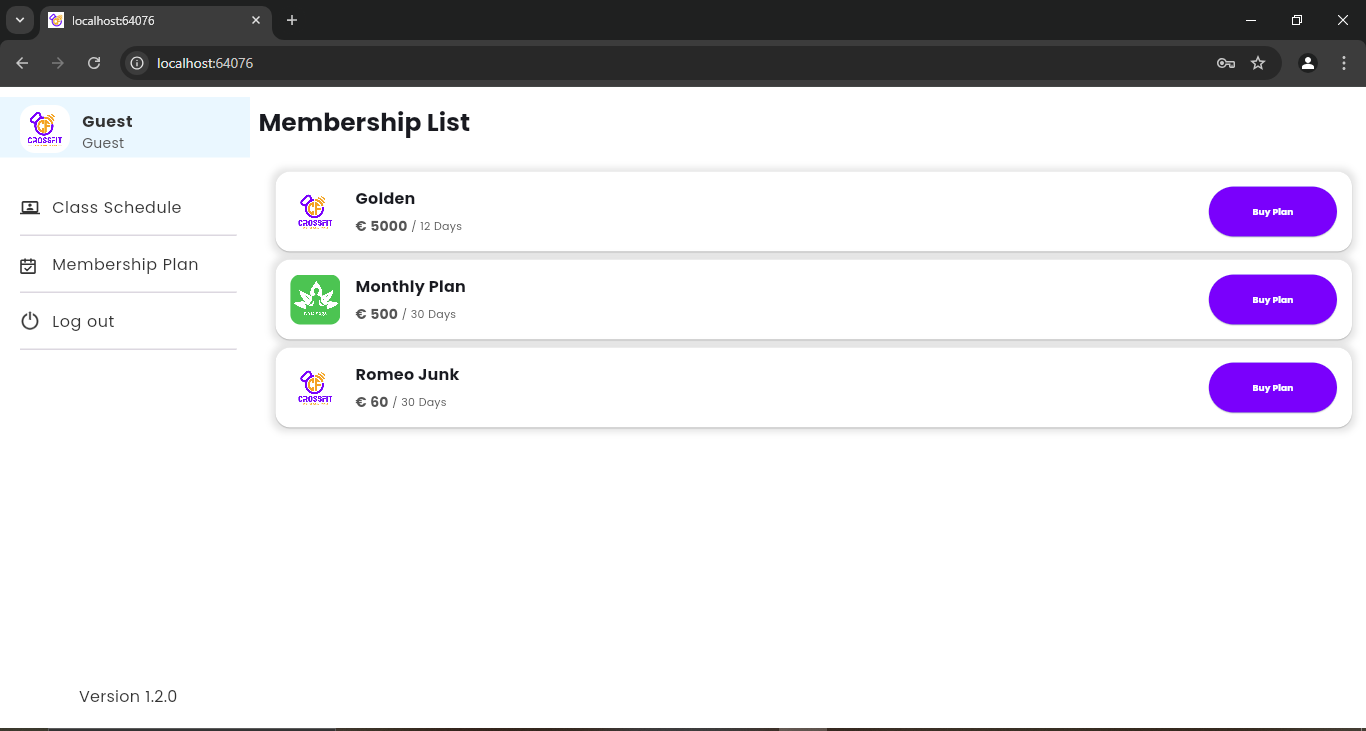 localhost:64076
localhost:64076
Guest
Guest
CROSSFIT
Class Schedule
Membership Plan
Log out
Version 1.2.0
Membership List
CROSSFIT
Golden
€ 5000 / 12 Days
Buy Plan
Monthly Plan
€ 500 / 30 Days
Buy Plan
CROSSFIT
Romeo Junk
€ 60 / 30 Days
Buy Plan